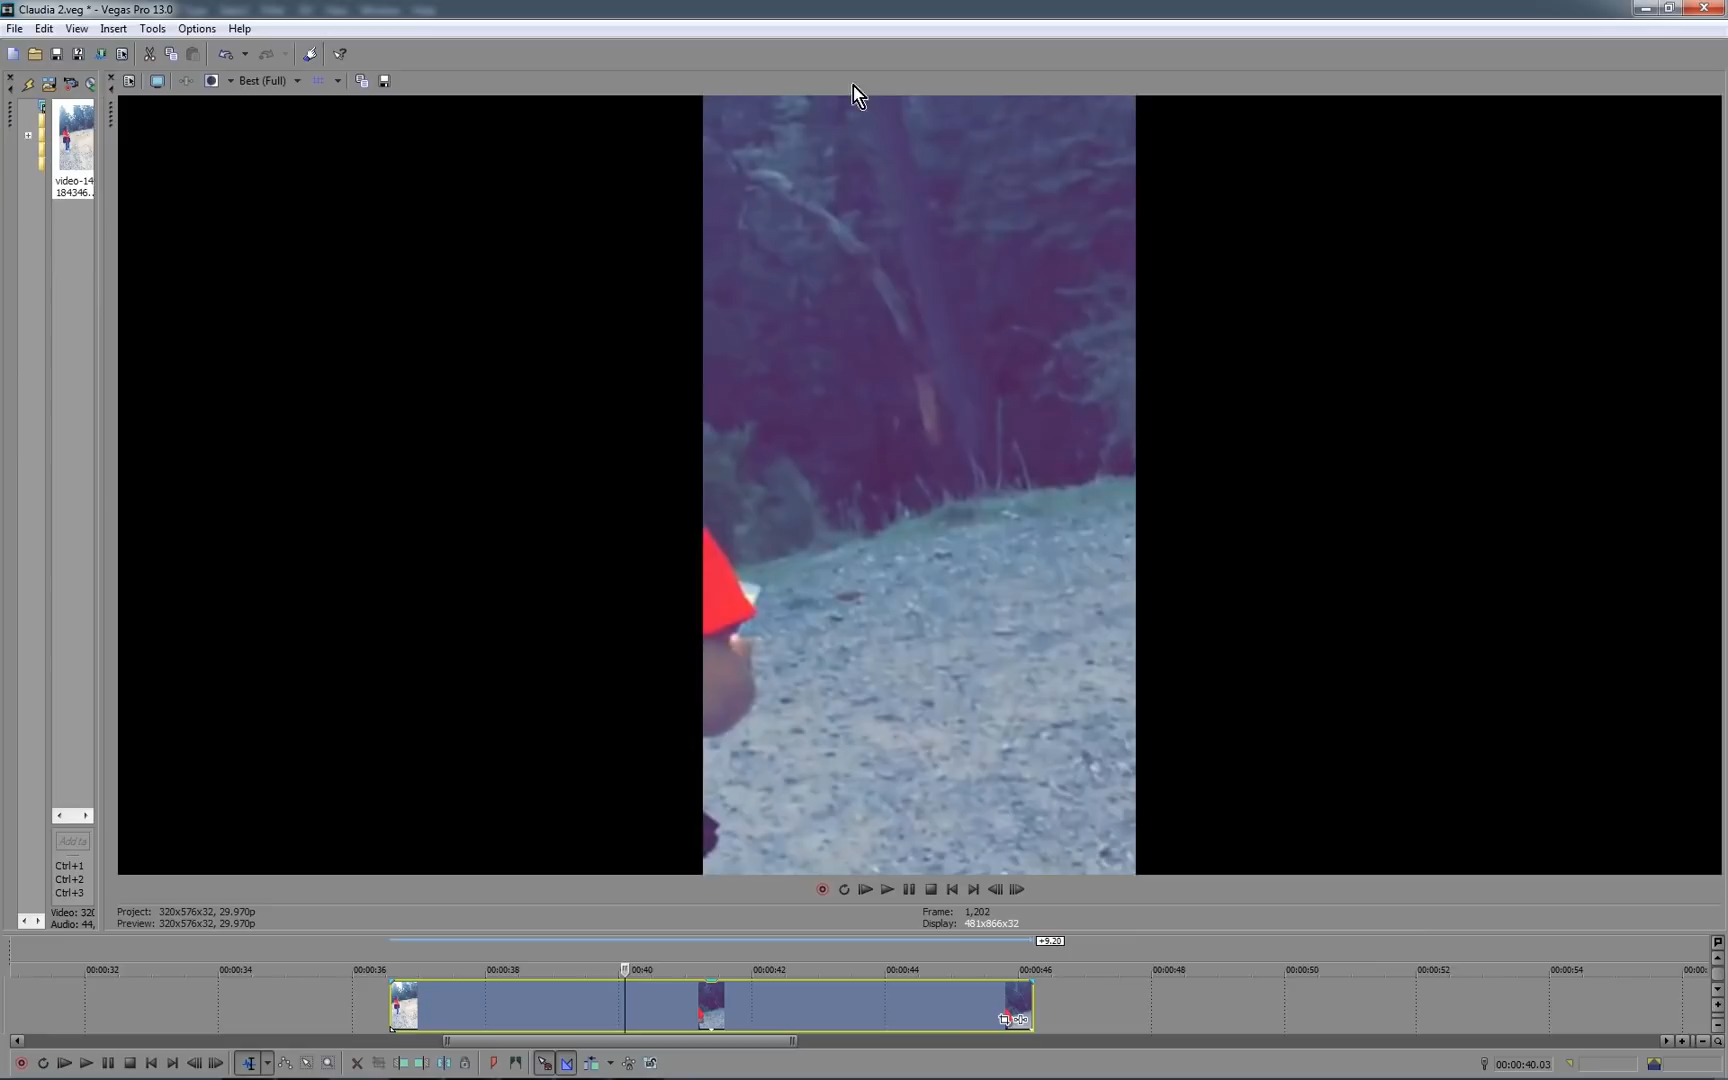 Claudia 2.veg * - Vegas Pro 13.0
File Edit View Insert Tools Options Help
Best (Full)
video-14
184346..
Add to
Ctrl+1
Ctrl+2
Ctrl+3
Video: 320
Audio: 44,
Project: 320x576x32, 29.970p
Preview: 320x576x32, 29.970p
Frame: 1,202
Display: 481x866x32
+9.20
00:00:32 00:00:34 00:00:36 00:00:38 00:00:40 00:00:42 00:00:44 00:00:46 00:00:48 00:00:50 00:00:52 00:00:54 00:00:
00:00:40.03